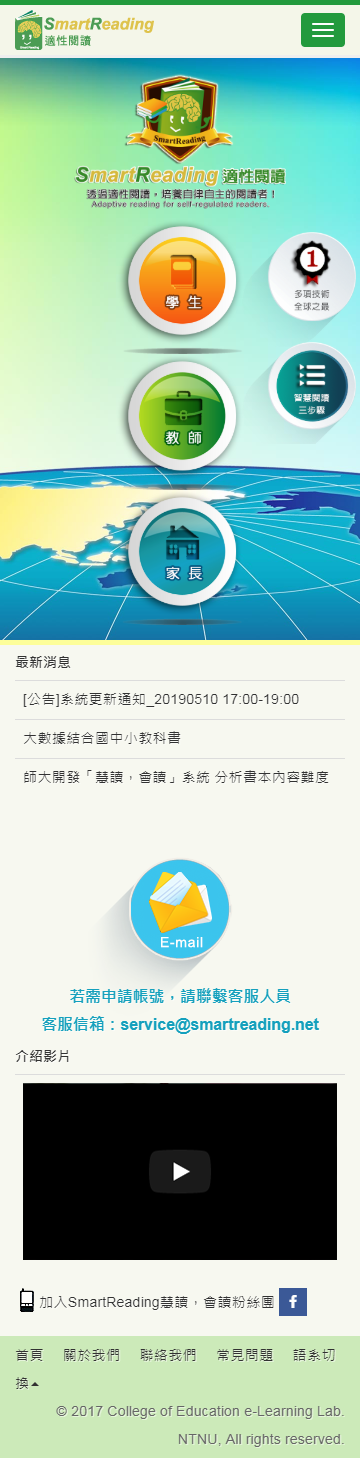 SmartReading
適性閱讀
SmartReading
SmartReading 適性閱讀
透過適性閱讀，培養自律自主的閱讀者！
Adaptive reading for self-regulated readers.
學 生
1
多項技術
全球之最
智慧閱讀
三步驟
教 師
家 長
最新消息
[公告]系統更新通知_20190510 17:00-19:00
大數據結合國中小教科書
師大開發「慧讀，會讀」系統 分析書本內容難度
E-mail
若需申請帳號，請聯繫客服人員
客服信箱：service@smartreading.net
介紹影片
加入SmartReading慧讀，會讀粉絲團 f
首頁 關於我們 聯絡我們 常見問題 語系切
換
© 2017 College of Education e-Learning Lab.
NTNU, All rights reserved.